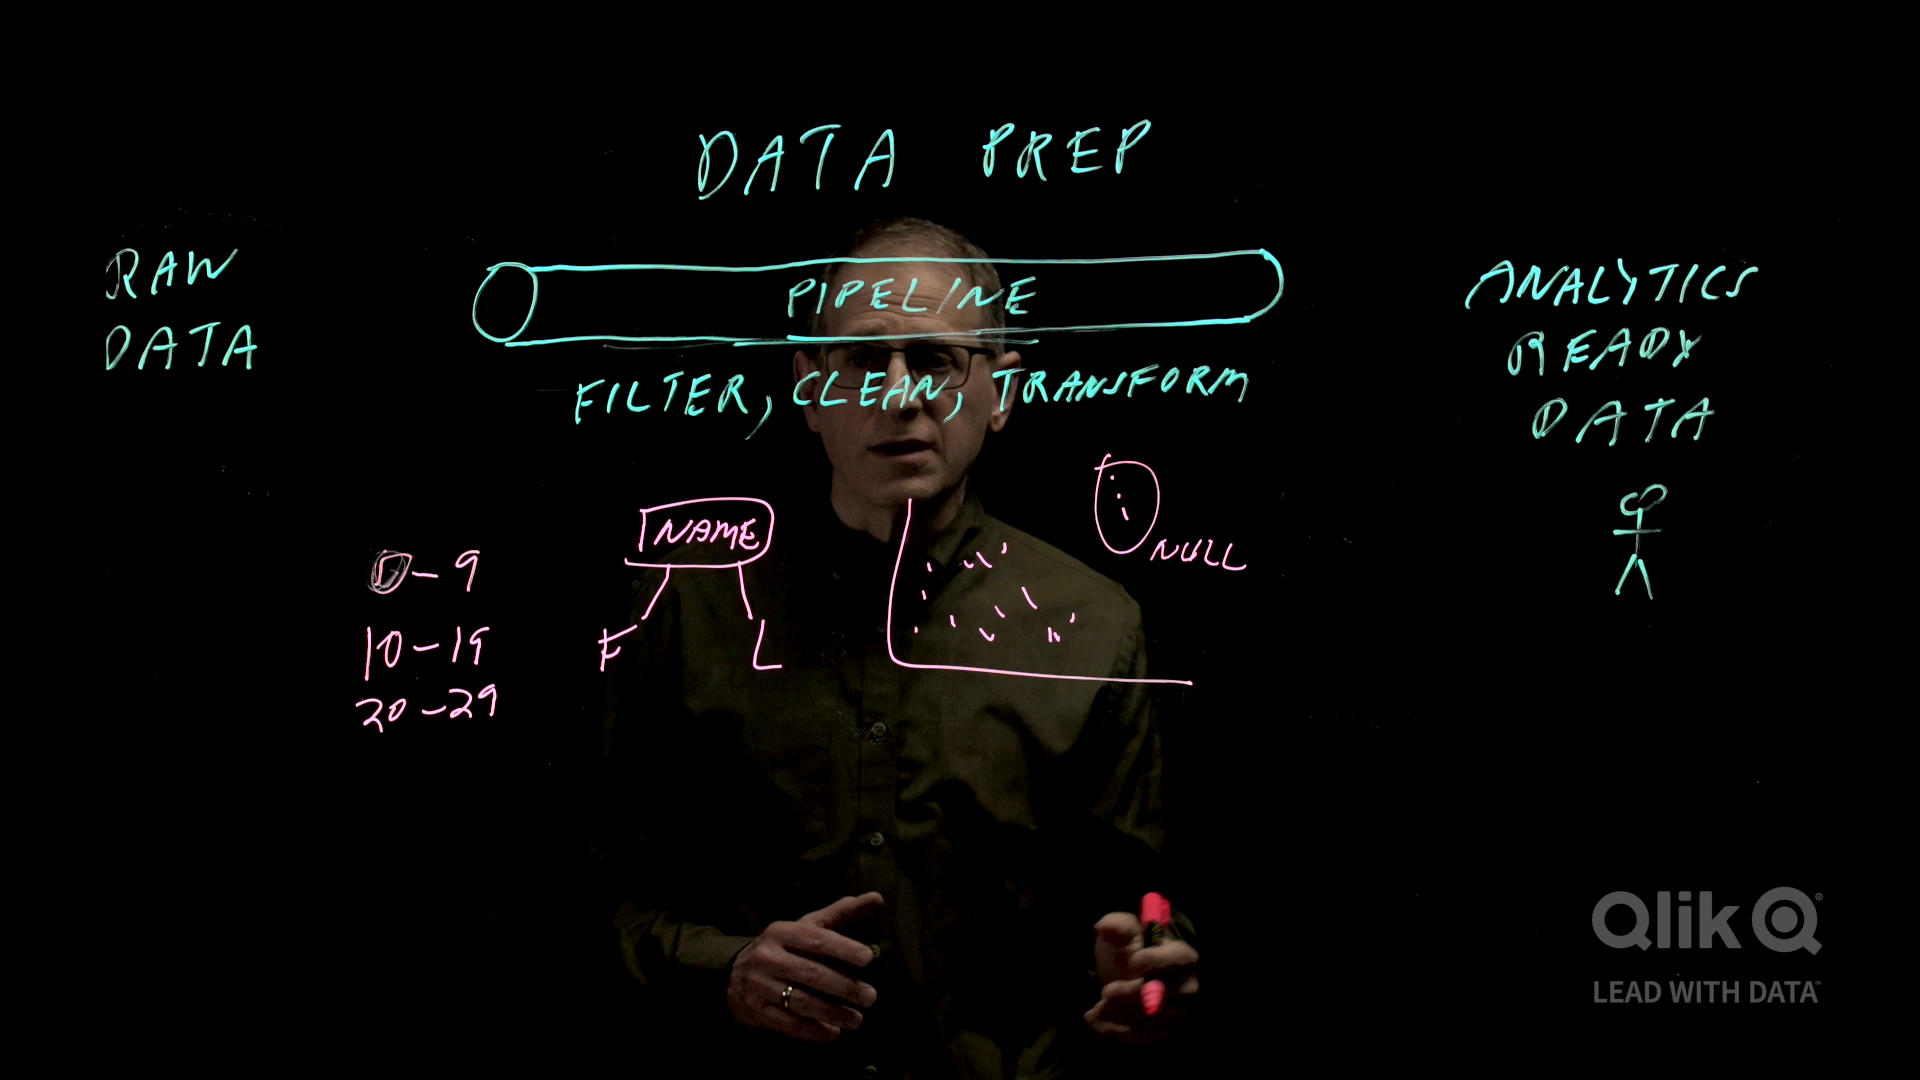 DATA PREP
RAW
DATA
PIPELINE
FILTER, CLEAN, TRANSFORM
ANALYTICS
READY
DATA
NAME
F L
NULL
0-9
10-19
20-29
Qlik
LEAD WITH DATA™